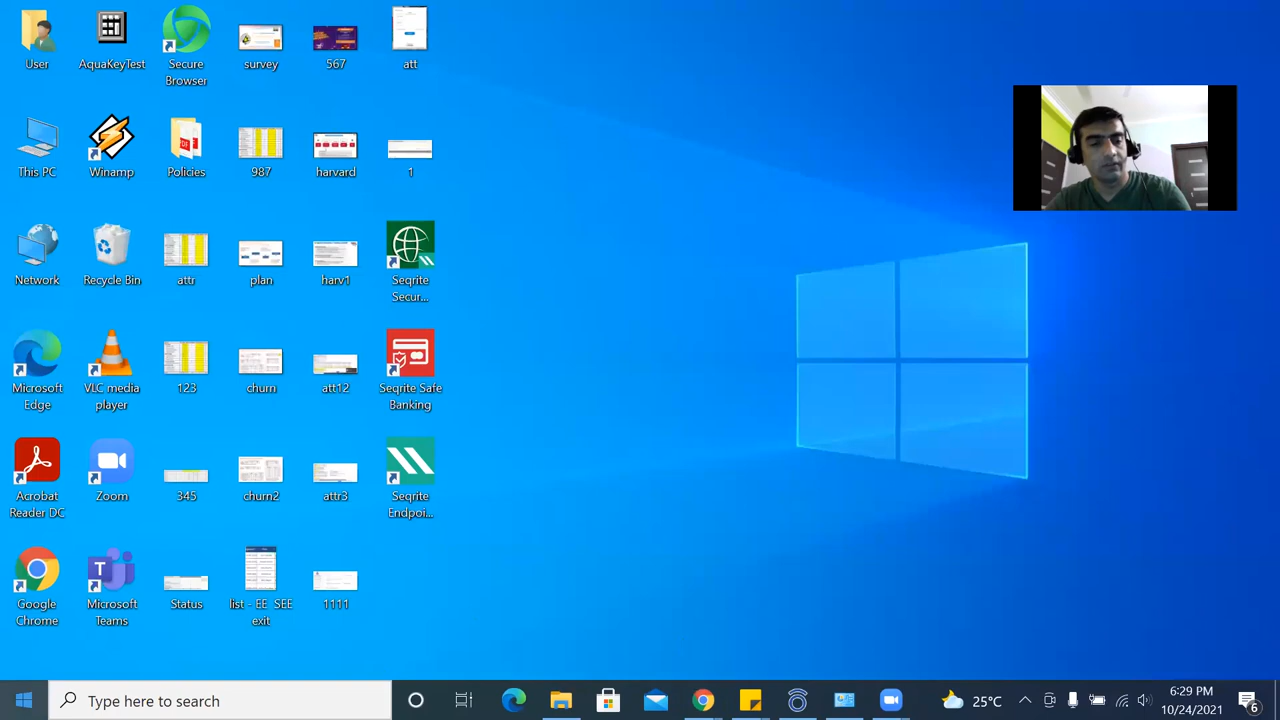 User
AquaKeyTest
Secure
Browser
survey
567
att
This PC
Winamp
Policies
987
harvard
1
Network
Recycle Bin
attr
plan
harv1
Seqrite
Secur...
Microsoft
Edge
VLC media
player
123
churn
att12
Seqrite Safe
Banking
Acrobat
Reader DC
Zoom
345
churn2
attr3
Seqrite
Endpoi...
Google
Chrome
Microsoft
Teams
Status
list - EE SEE
exit
1111
Type here to search
25°C
6:29 PM
10/24/2021
6